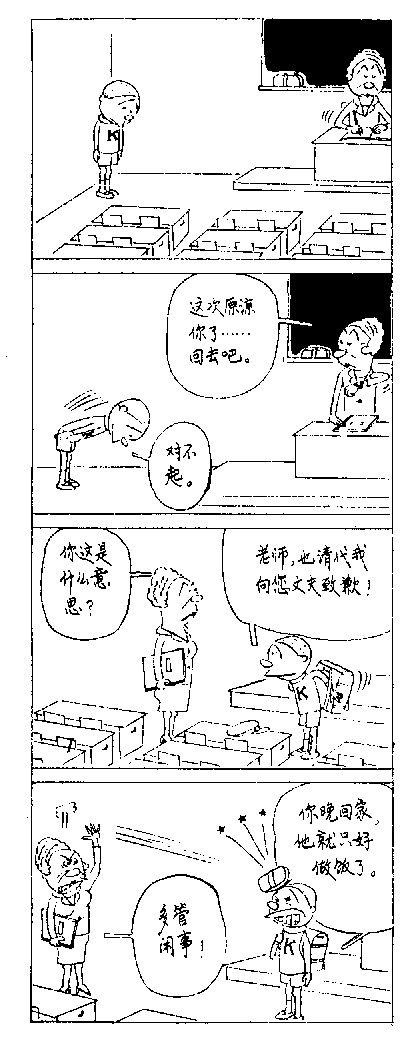 K
这次原凉
你了……
回去吧。
对不
起。
你这是
什么意
思？
老师，也请代我
向您丈夫致歉！
K
你晚回家，
他就只好
做饭了。
多管
闲事！
K